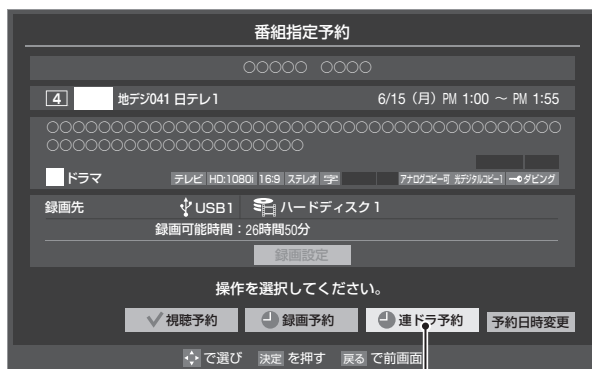 番組指定予約
○○○○○ ○○○○
4 地デジ041 日テレ1 6/15（月）PM 1:00 ～ PM 1:55
○○○○○○○○○○○○○○○○○○○○○○○○○○○○○○
○○○○○○○○○○○○○○○
ドラマ テレビ HD:1080i 16:9 ステレオ 字 アナログコピー可 光デジタルコピー1 ダビング
録画先 USB1 ハードディスク1
録画可能時間：26時間50分
録画設定
操作を選択してください。
視聴予約 録画予約 連ドラ予約 予約日時変更
で選び 決定 を押す 戻る で前画面